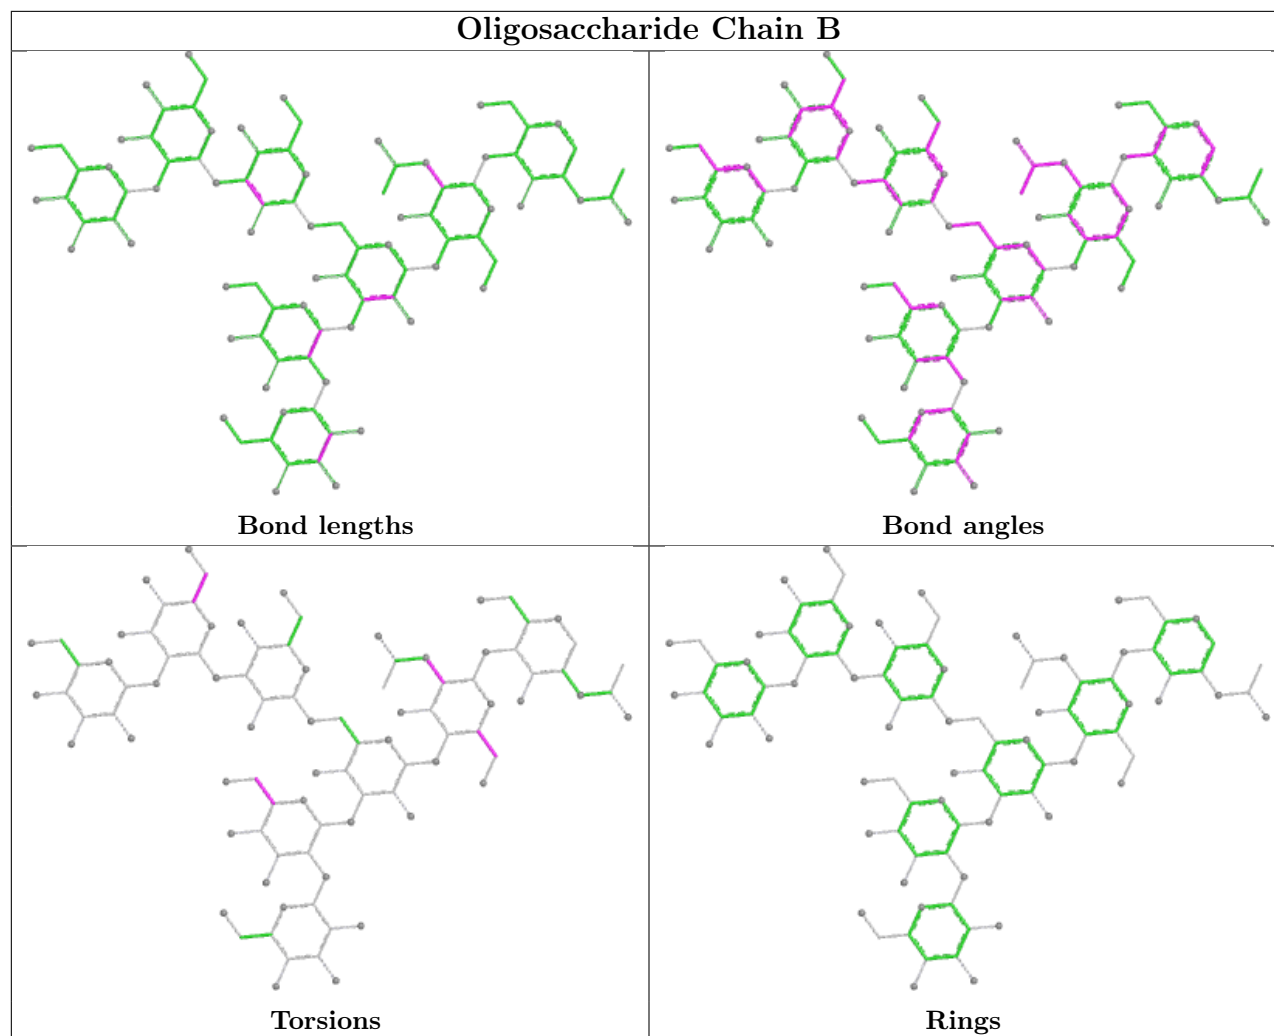 Oligosaccharide Chain B
Bond lengths
Bond angles
Torsions
Rings